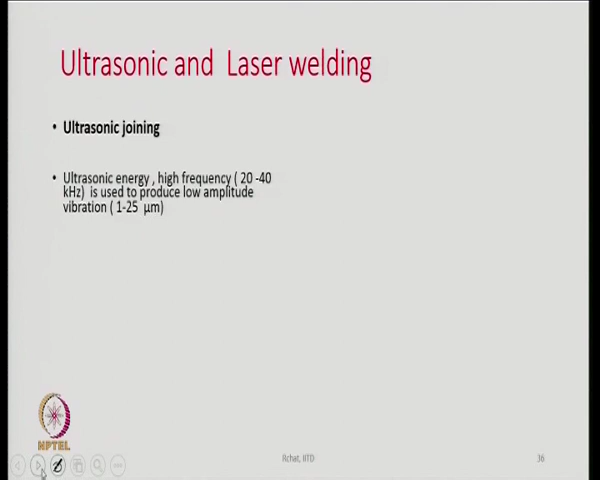 Ultrasonic and Laser welding
• Ultrasonic joining
• Ultrasonic energy , high frequency ( 20 -40
kHz) is used to produce low amplitude
vibration ( 1-25 µm)
NPTEL
Rchat, IITD
36